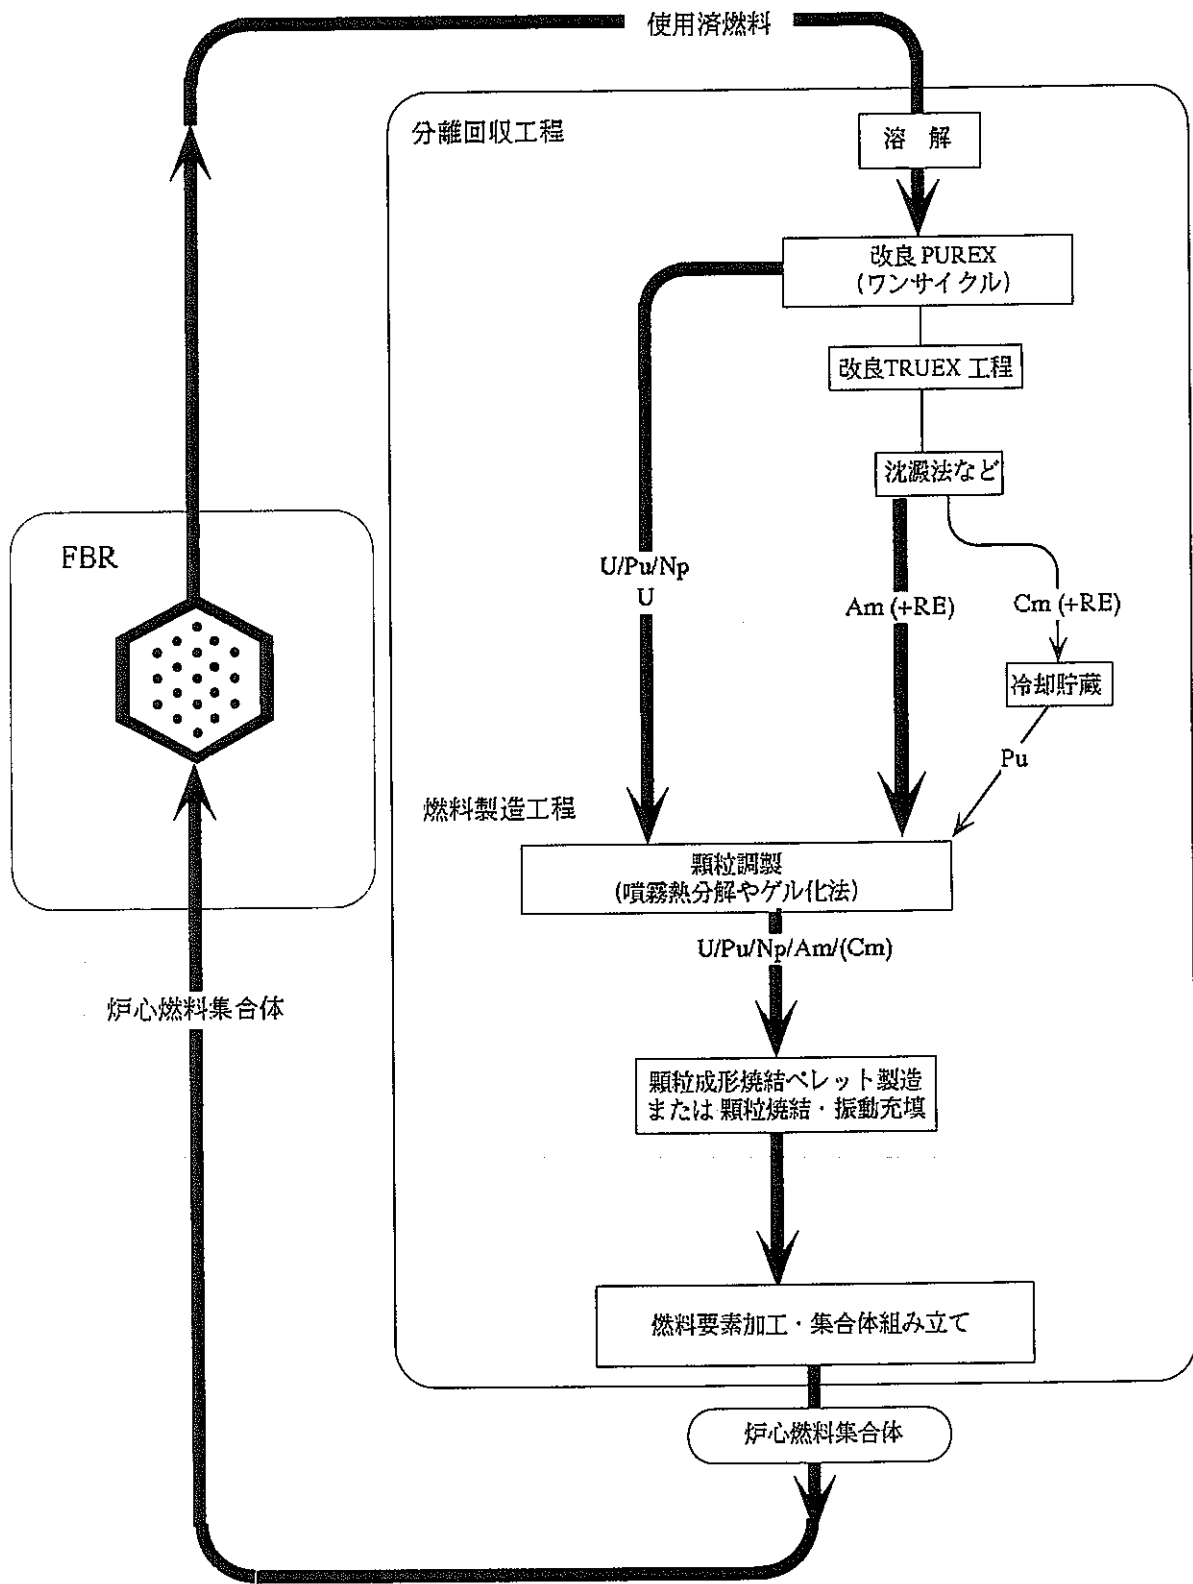 使用済燃料
分離回収工程
溶 解
改良 PUREX
(ワンサイクル)
改良TRUEX 工程
沈澱法など
FBR
U/Pu/Np
U
Am (+RE)
Cm (+RE)
冷却貯蔵
Pu
燃料製造工程
顆粒調製
(噴霧熱分解やゲル化法)
U/Pu/Np/Am/(Cm)
炉心燃料集合体
顆粒成形焼結ペレット製造
または 顆粒焼結・振動充填
燃料要素加工・集合体組み立て
炉心燃料集合体